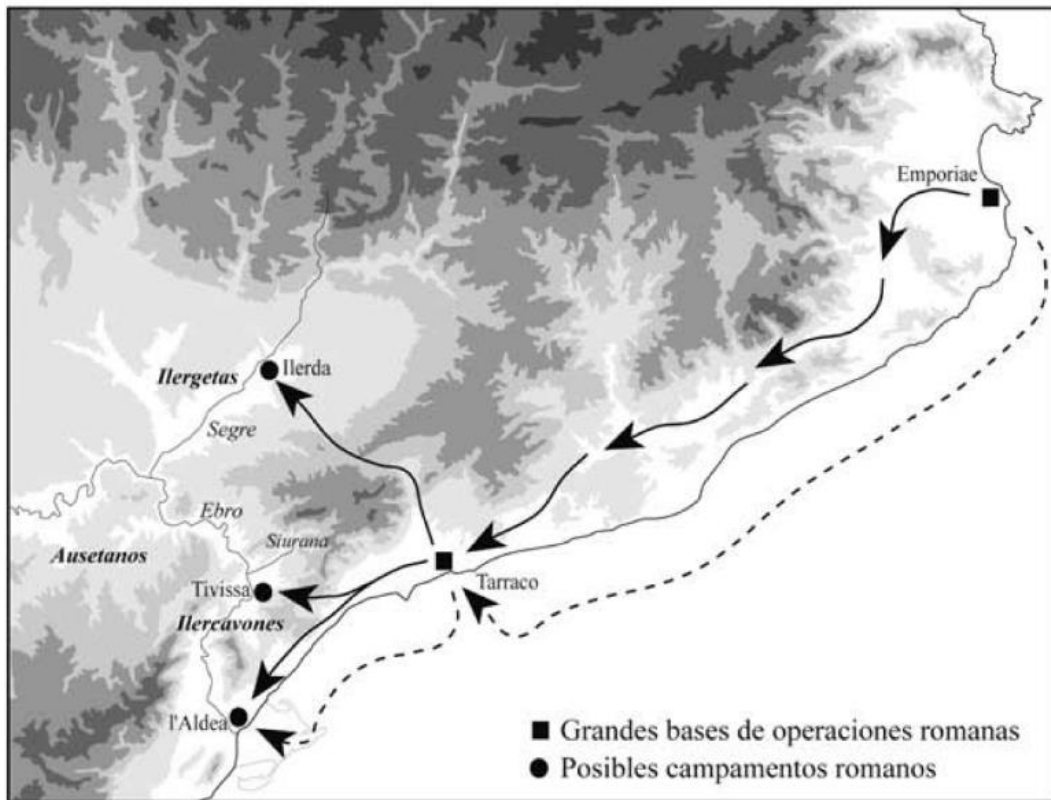 Emporiae
Ilerda
Ilergetas
Segre
Ebro
Siurana
Ausetanos
Tivissa
Tarraco
Ilercavones
l'Aldea
Grandes bases de operaciones romanas
Posibles campamentos romanos